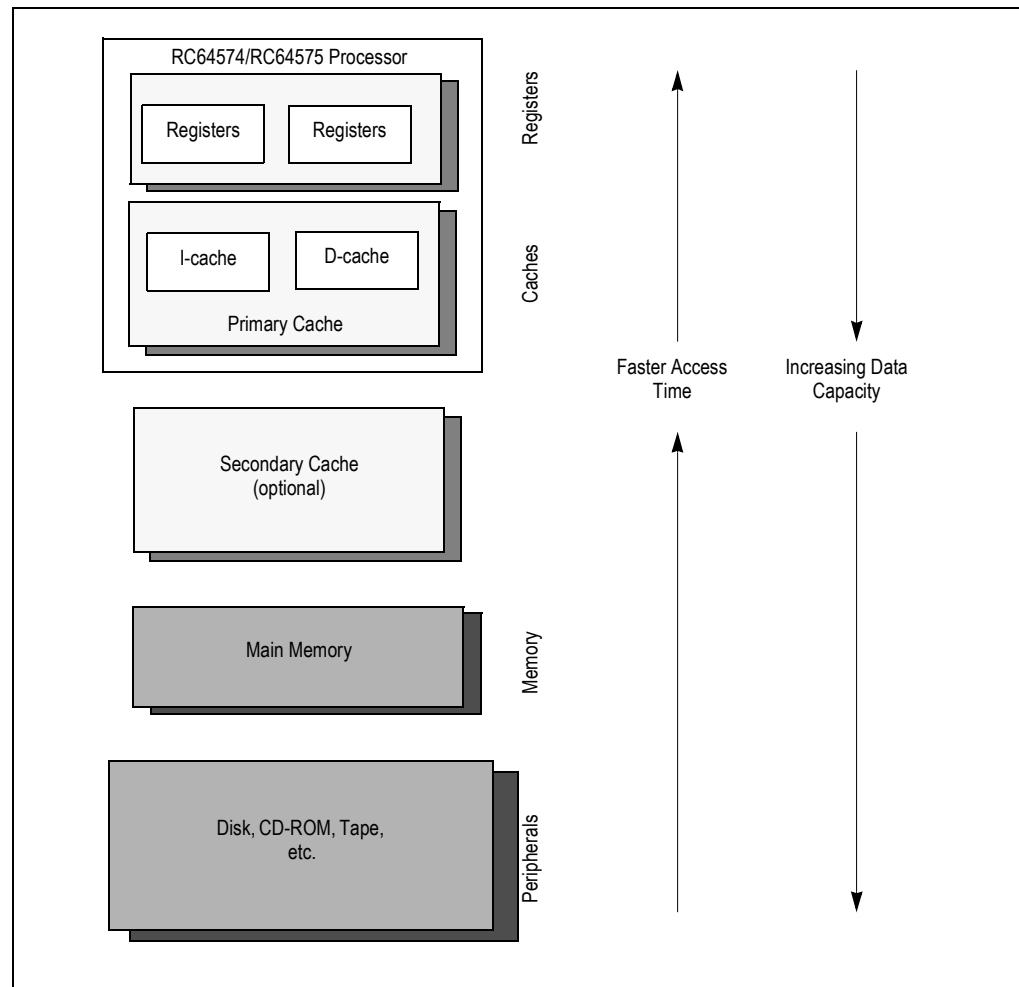 RC64574/RC64575 Processor
Registers
Registers
Registers
I-cache
D-cache
Primary Cache
Caches
Faster Access
Time
Increasing Data
Capacity
Secondary Cache
(optional)
Main Memory
Memory
Disk, CD-ROM, Tape,
etc.
Peripherals